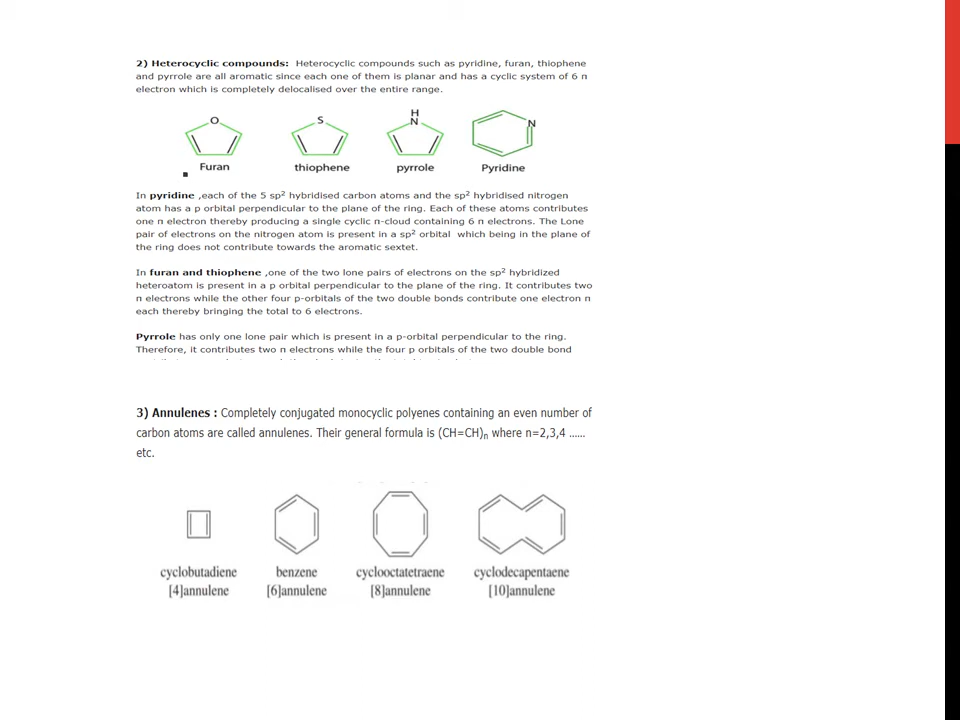 2) Heterocyclic compounds: Heterocyclic compounds such as pyridine, furan, thiophene
and pyrrole are all aromatic since each one of them is planar and has a cyclic system of 6 π
electron which is completely delocalised over the entire range.
O
S
H
N
N
Furan
thiophene
pyrrole
Pyridine
In pyridine ,each of the 5 sp² hybridised carbon atoms and the sp² hybridised nitrogen
atom has a p orbital perpendicular to the plane of the ring. Each of these atoms contributes
one π electron thereby producing a single cyclic π-cloud containing 6 π electrons. The Lone
pair of electrons on the nitrogen atom is present in a sp² orbital which being in the plane of
the ring does not contribute towards the aromatic sextet.
In furan and thiophene ,one of the two lone pairs of electrons on the sp² hybridized
heteroatom is present in a p orbital perpendicular to the plane of the ring. It contributes two
π electrons while the other four p-orbitals of the two double bonds contribute one electron π
each thereby bringing the total to 6 electrons.
Pyrrole has only one lone pair which is present in a p-orbital perpendicular to the ring.
Therefore, it contributes two π electrons while the four p orbitals of the two double bond
3) Annulenes : Completely conjugated monocyclic polyenes containing an even number of
carbon atoms are called annulenes. Their general formula is (CH=CH)n where n=2,3,4 ......
etc.
cyclobutadiene
[4]annulene
benzene
[6]annulene
cyclooctatetraene
[8]annulene
cyclodecapentaene
[10]annulene